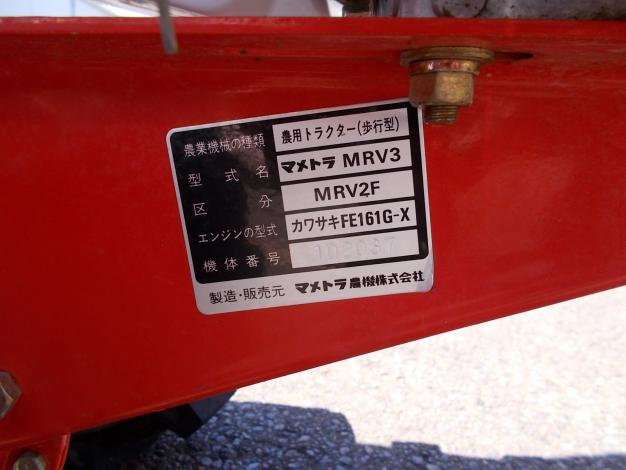 農業機械の種類 農用トラクター(歩行型)
型式名 マメトラ MRV3
区分 MRV2F
エンジンの型式 カワサキFE161G-X
機体番号
製造・販売元 マメトラ農機株式会社